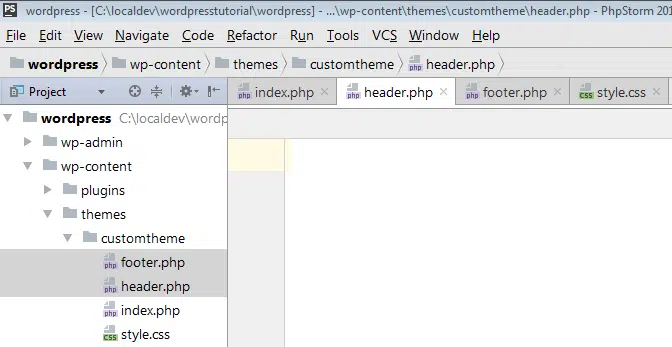 PS wordpress - [C:\localdev\wordpresstutorial\wordpress] - ...\wp-content\themes\customtheme\header.php - PhpStorm 201
File Edit View Navigate Code Refactor Run Tools VCS Window Help
wordpress wp-content themes customtheme php header.php
Project php index.php php header.php php footer.php CSS style.css
wordpress C:\localdev\wordp
wp-admin
wp-content
plugins
themes
customtheme
php footer.php
php header.php
php index.php
CSS style.css